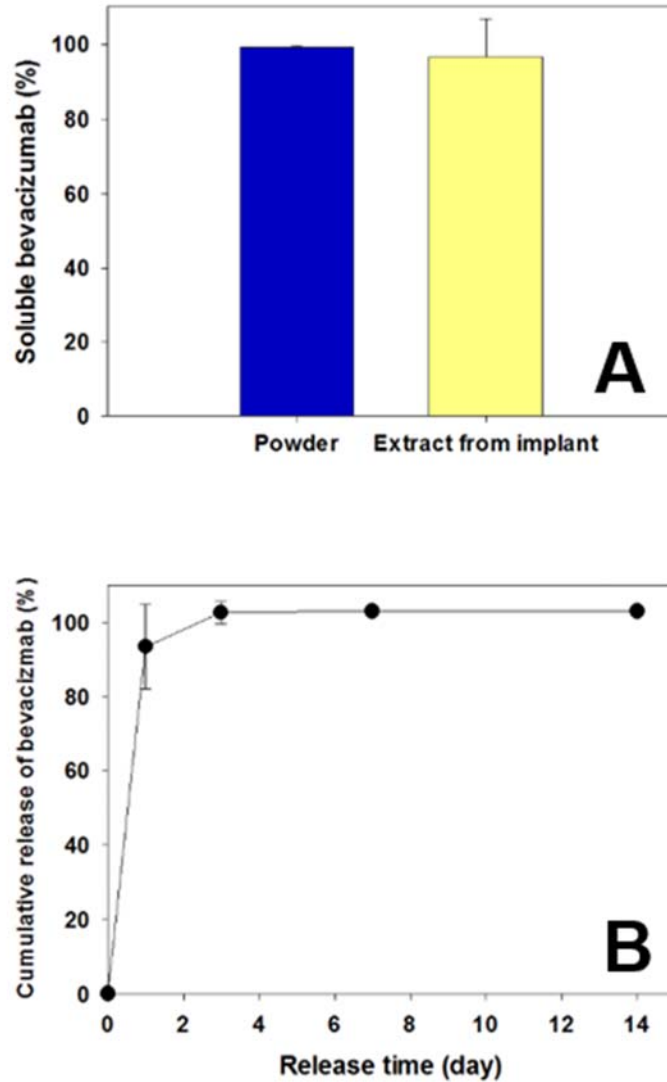 Soluble bevacizumab (%)
100
80
60
40
20
0
Powder
Extract from implant
A
Cumulative release of bevacizmab (%)
100
80
60
40
20
0
0 2 4 6 8 10 12 14
Release time (day)
B